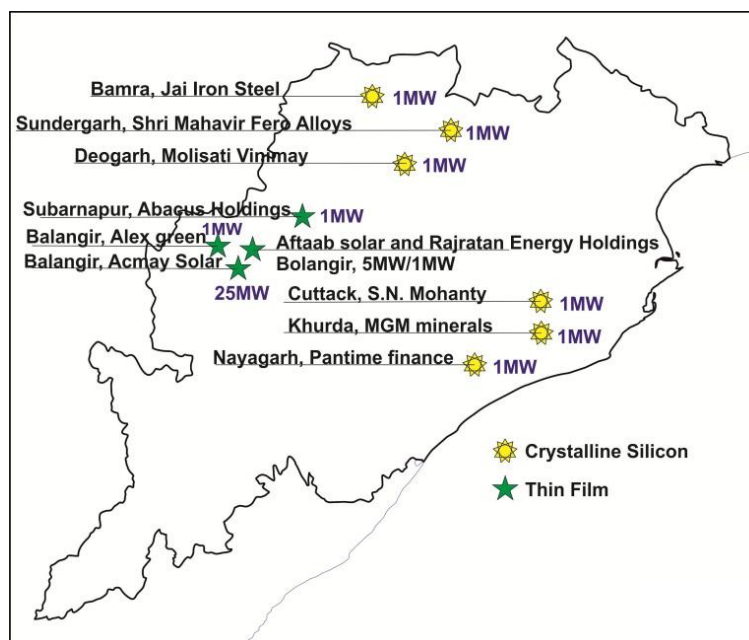 Bamra, Jai Iron Steel
1MW
Sundergarh, Shri Mahavir Fero Alloys
1MW
Deogarh, Molisati Vinmay
1MW
Subarnapur, Abacus Holdings
1MW
Balangir, Alex green
1MW
Aftaab solar and Rajratan Energy Holdings
Bolangir, 5MW/1MW
Balangir, Acmay Solar
25MW
Cuttack, S.N. Mohanty
1MW
Khurda, MGM minerals
1MW
Nayagarh, Pantime finance
1MW
Crystalline Silicon
Thin Film